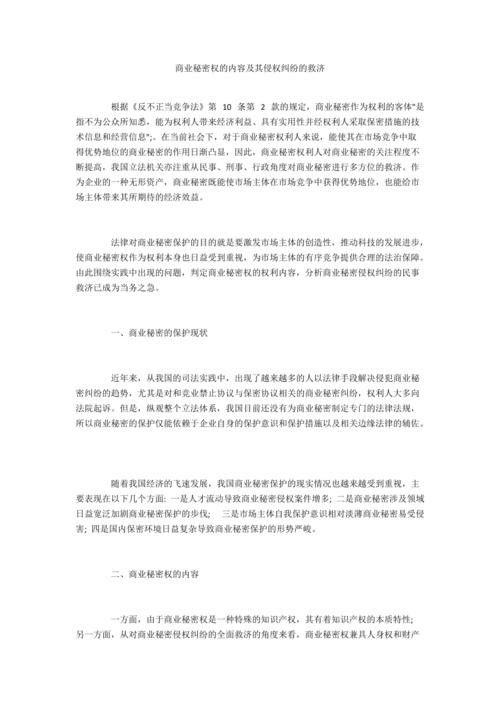 商业秘密权的内容及其侵权纠纷的救济
根据《反不正当竞争法》第 10 条第 2 款的规定，商业秘密作为权利的客体"是
指不为公众所知悉，能为权利人带来经济利益、具有实用性并经权利人采取保密措施的技
术信息和经营信息";。在当前社会下，对于商业秘密权利人来说，能使其在市场竞争中取
得优势地位的商业秘密的作用日渐凸显，因此，商业秘密权利人对商业秘密的关注程度不
断提高，我国立法机关亦注重从民事、刑事、行政角度对商业秘密进行多方位的救济。作
为企业的一种无形资产，商业秘密既能使市场主体在市场竞争中获得优势地位，也能给市
场主体带来其所期待的经济效益。
法律对商业秘密保护的目的就是要激发市场主体的创造性，推动科技的发展进步，
使商业秘密权作为权利本身也日益受到重视，为市场主体的有序竞争提供合理的法治保障。
由此围绕实践中出现的问题，判定商业秘密权的权利内容，分析商业秘密侵权纠纷的民事
救济已成为当务之急。
一、商业秘密的保护现状
近年来，从我国的司法实践中，出现了越来越多的人以法律手段解决侵犯商业秘
密纠纷的趋势，尤其是对和竞业禁止协议与保密协议相关的商业秘密纠纷，权利人大多向
法院起诉。但是，纵观整个立法体系，我国目前还没有为商业秘密制定专门的法律法规，
所以商业秘密的保护仅能依赖于企业自身的保护意识和保护措施以及相关边缘法律的辅佐。
随着我国经济的飞速发展，我国商业秘密保护的现实情况也越来越受到重视，主
要表现在以下几个方面: 一是人才流动导致商业秘密侵权案件增多; 二是商业秘密涉及领域
日益宽泛加剧商业秘密保护的步伐; 三是市场主体自我保护意识相对淡薄商业秘密易受侵
害; 四是国内保密环境日益复杂导致商业秘密保护的形势严峻。
二、商业秘密权的内容
一方面，由于商业秘密权是一种特殊的知识产权，其有着知识产权的本质特性;
另一方面，从对商业秘密侵权纠纷的全面救济的角度来看，商业秘密权兼具人身权和财产